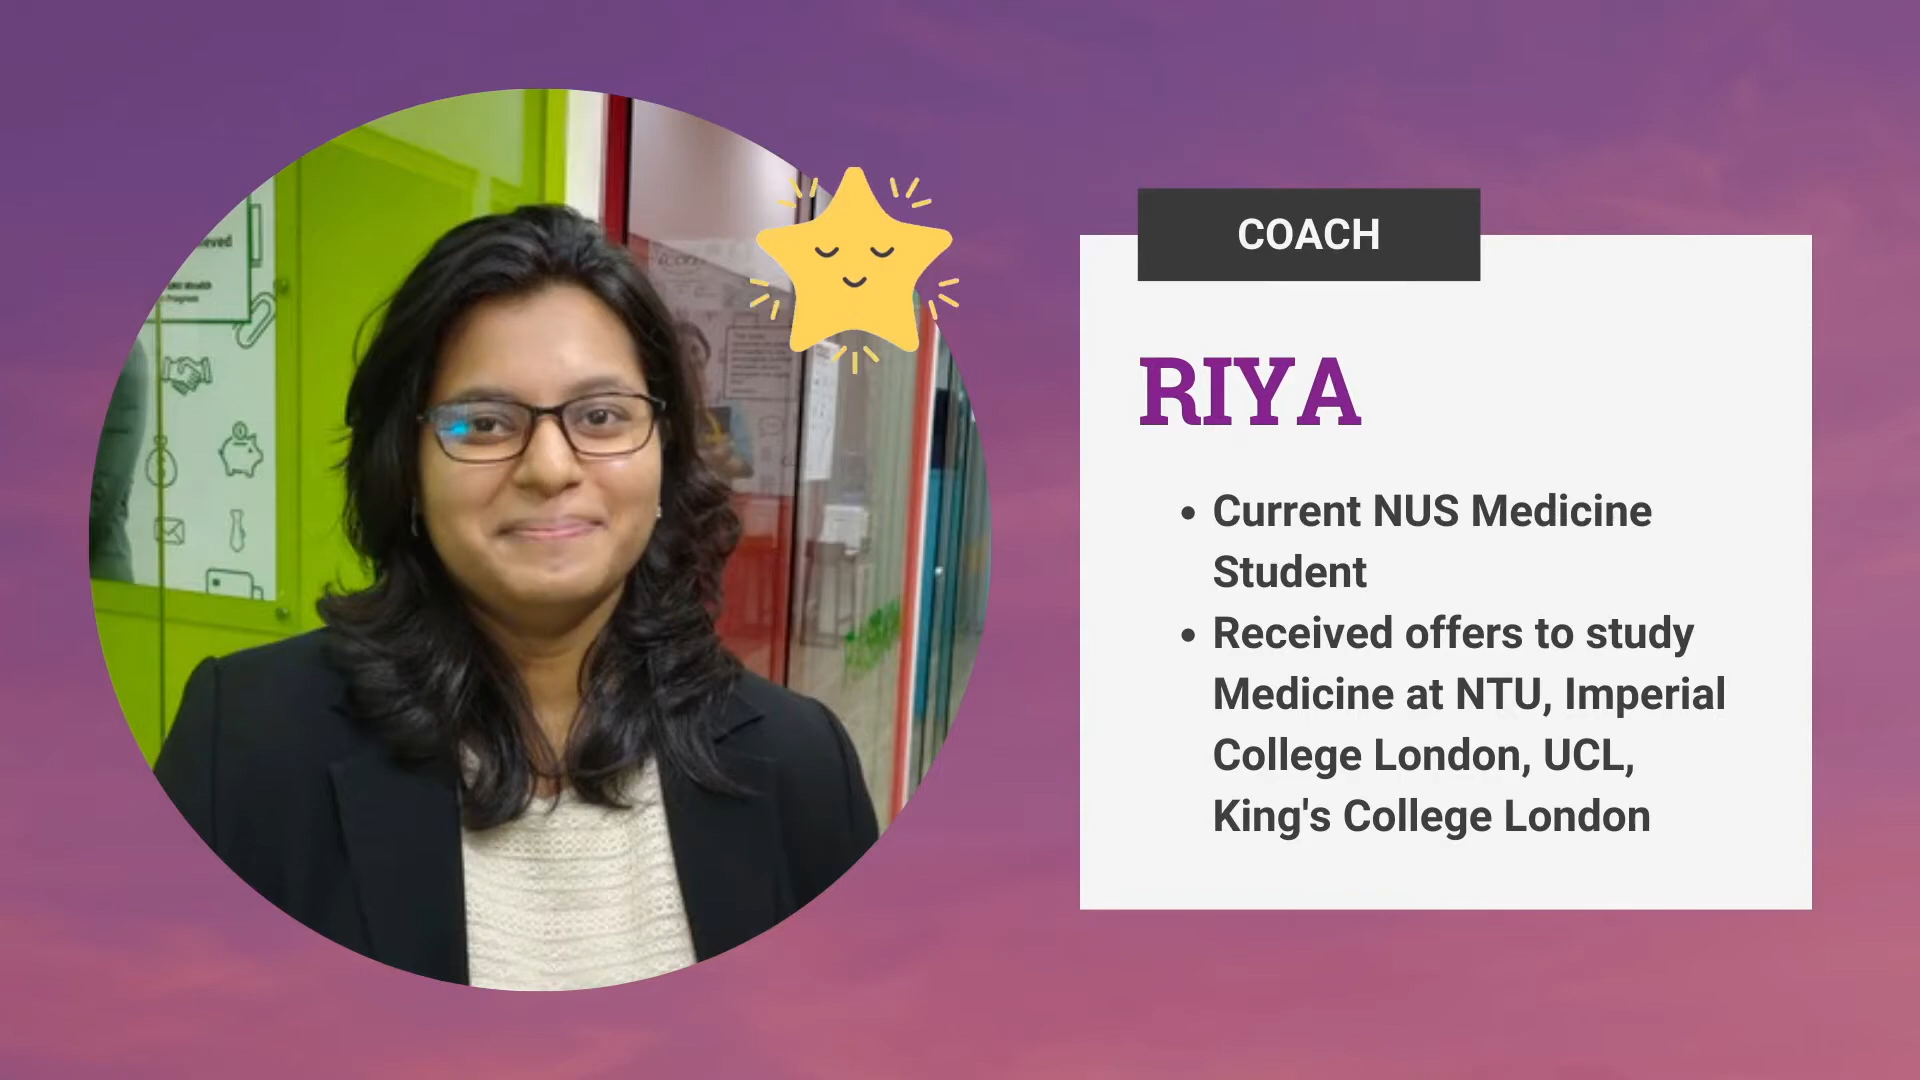 COACH
RIYA
• Current NUS Medicine
Student
• Received offers to study
Medicine at NTU, Imperial
College London, UCL,
King's College London